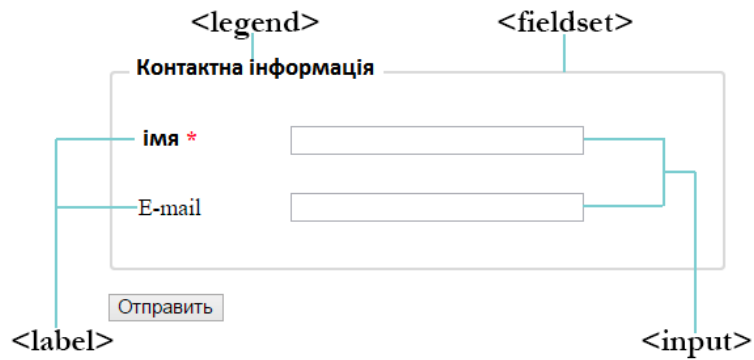 <legend> <fieldset>
Контактна інформація
імя *
E-mail
Отправить
<label> <input>